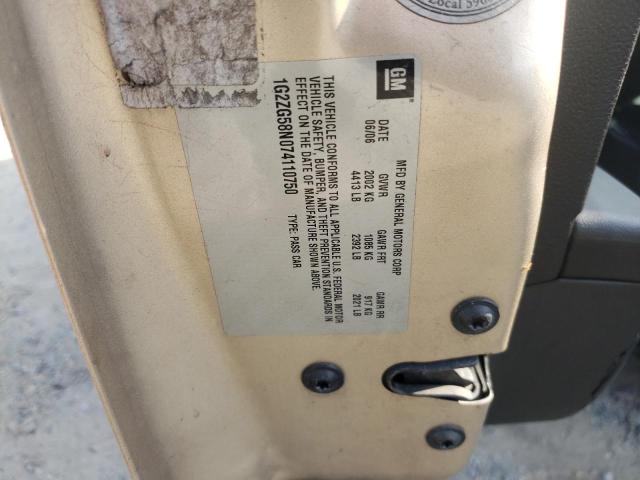 Local 596
GM
MFD BY GENERAL MOTORS CORP
DATE GVWR GAWR FRT GAWR RR
06/06 2002 KG 1085 KG 917 KG
4413 LB 2392 LB 2021 LB
THIS VEHICLE CONFORMS TO ALL APPLICABLE U.S. FEDERAL MOTOR
VEHICLE SAFETY, BUMPER, AND THEFT PREVENTION STANDARDS IN
EFFECT ON THE DATE OF MANUFACTURE SHOWN ABOVE.
1G2ZG58N074110750 TYPE: PASS CAR